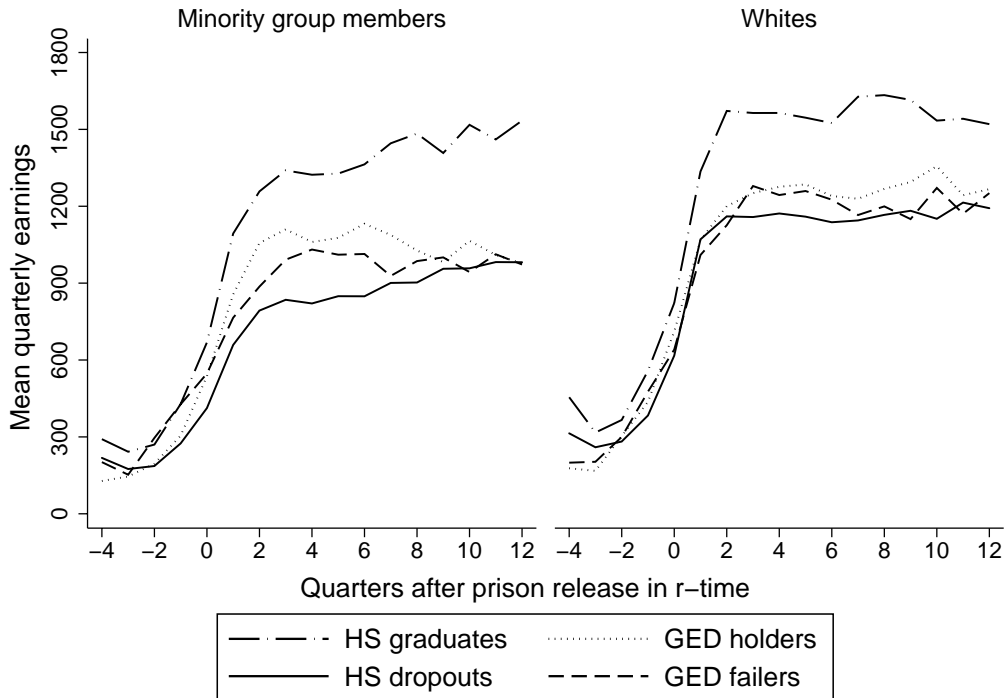 Minority group members
Whites
Mean quarterly earnings
1800
1500
1200
900
600
300
0
−4 −2 0 2 4 6 8 10 12
−4 −2 0 2 4 6 8 10 12
Quarters after prison release in r−time
HS graduates GED holders
HS dropouts GED failers